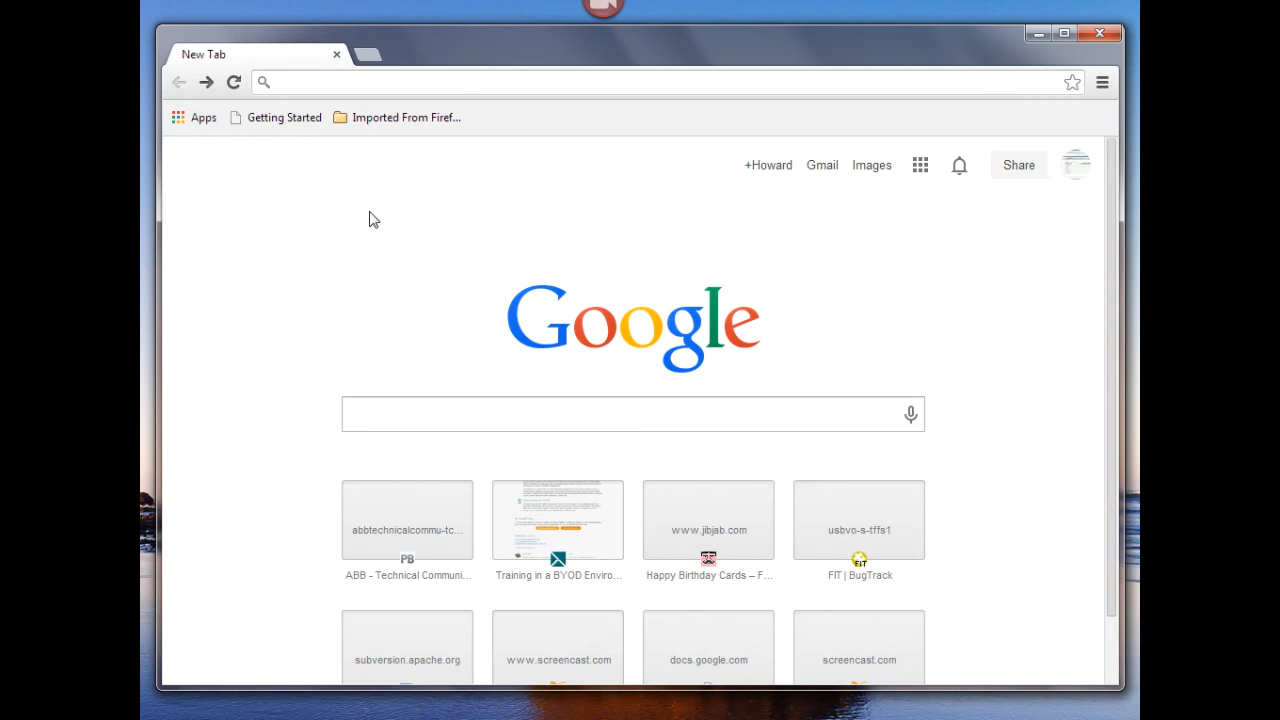 New Tab
Apps Getting Started Imported From Firef...
+Howard Gmail Images Share
Google
abbtechnicalcommu-tc... www.jibjab.com usbvo-s-tffs1
PB FIT
ABB - Technical Communi... Training in a BYOD Enviro... Happy Birthday Cards – F... FIT | BugTrack
subversion.apache.org www.screencast.com docs.google.com screencast.com